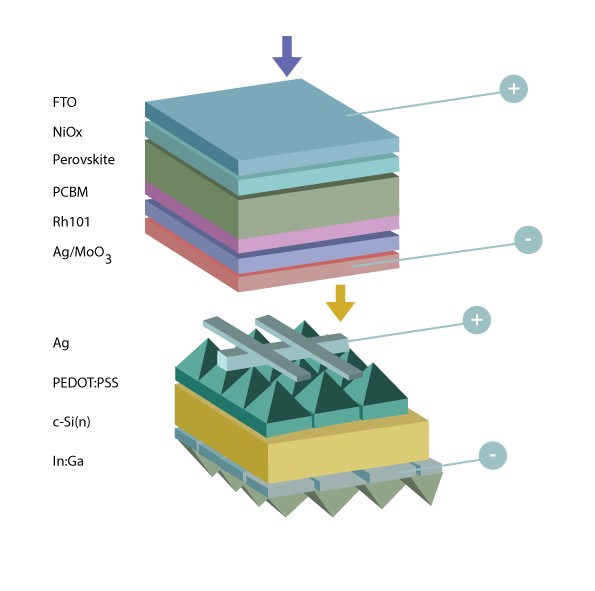 FTO
+
NiOx
Perovskite
PCBM
Rh101
-
Ag/MoO3
+
Ag
PEDOT:PSS
c-Si(n)
-
In:Ga